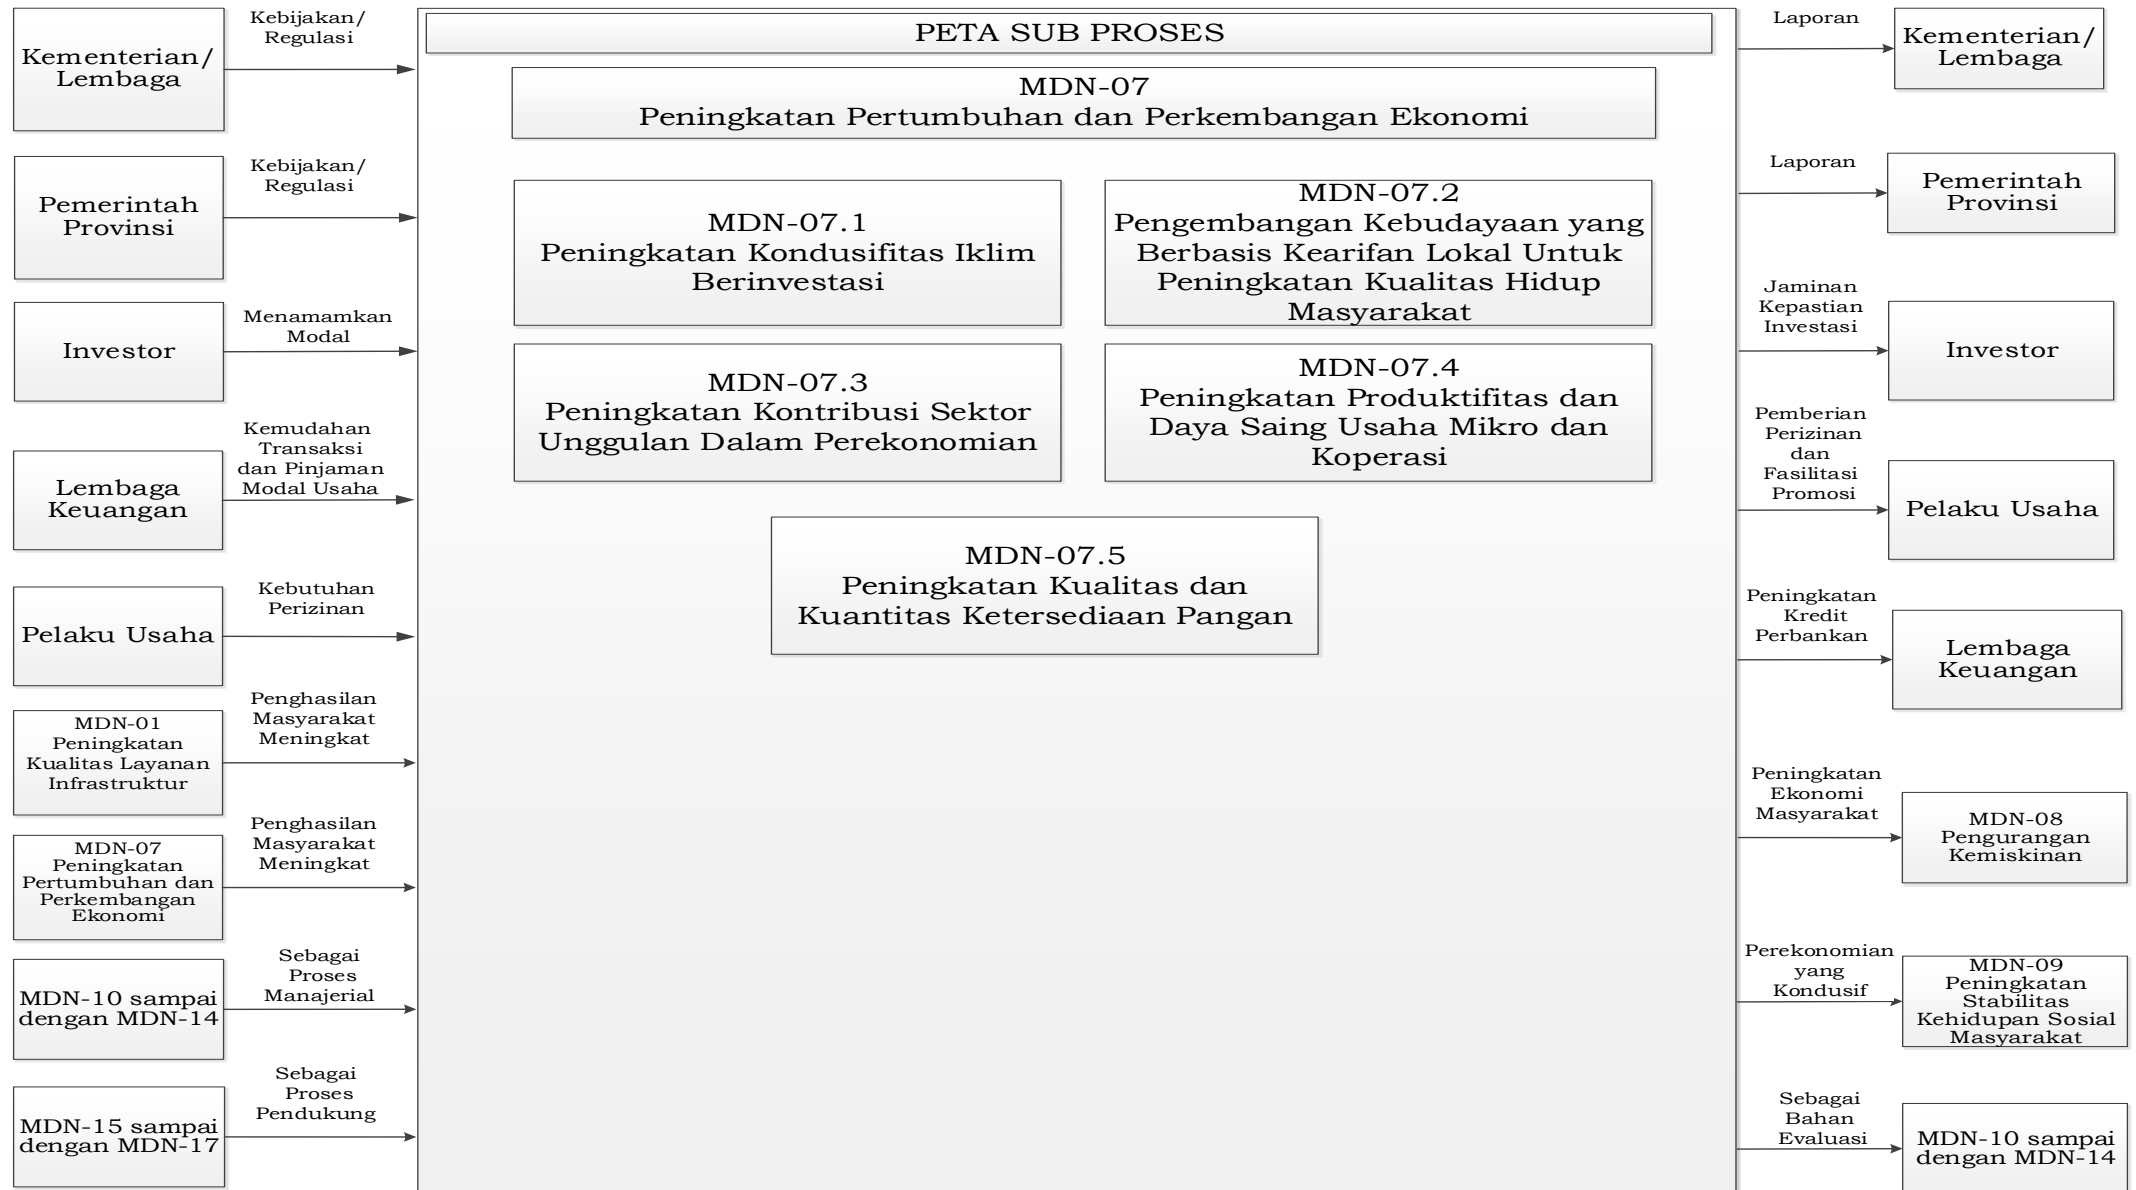 Kementerian/
Lembaga
Kebijakan/
Regulasi
Pemerintah
Provinsi
Kebijakan/
Regulasi
Investor
Menamamkan
Modal
Lembaga
Keuangan
Kemudahan
Transaksi
dan Pinjaman
Modal Usaha
Pelaku Usaha
Kebutuhan
Perizinan
MDN-01
Peningkatan
Kualitas Layanan
Infrastruktur
Penghasilan
Masyarakat
Meningkat
MDN-07
Peningkatan
Pertumbuhan dan
Perkembangan
Ekonomi
Penghasilan
Masyarakat
Meningkat
MDN-10 sampai
dengan MDN-14
Sebagai
Proses
Manajerial
MDN-15 sampai
dengan MDN-17
Sebagai
Proses
Pendukung
PETA SUB PROSES
MDN-07
Peningkatan Pertumbuhan dan Perkembangan Ekonomi
MDN-07.1
Peningkatan Kondusifitas Iklim
Berinvestasi
MDN-07.2
Pengembangan Kebudayaan yang
Berbasis Kearifan Lokal Untuk
Peningkatan Kualitas Hidup
Masyarakat
MDN-07.3
Peningkatan Kontribusi Sektor
Unggulan Dalam Perekonomian
MDN-07.4
Peningkatan Produktifitas dan
Daya Saing Usaha Mikro dan
Koperasi
MDN-07.5
Peningkatan Kualitas dan
Kuantitas Ketersediaan Pangan
Laporan
Kementerian/
Lembaga
Laporan
Pemerintah
Provinsi
Jaminan
Kepastian
Investasi
Investor
Pemberian
Perizinan
dan
Fasilitasi
Promosi
Pelaku Usaha
Peningkatan
Kredit
Perbankan
Lembaga
Keuangan
Peningkatan
Ekonomi
Masyarakat
MDN-08
Pengurangan
Kemiskinan
Perekonomian
yang
Kondusif
MDN-09
Peningkatan
Stabilitas
Kehidupan Sosial
Masyarakat
Sebagai
Bahan
Evaluasi
MDN-10 sampai
dengan MDN-14